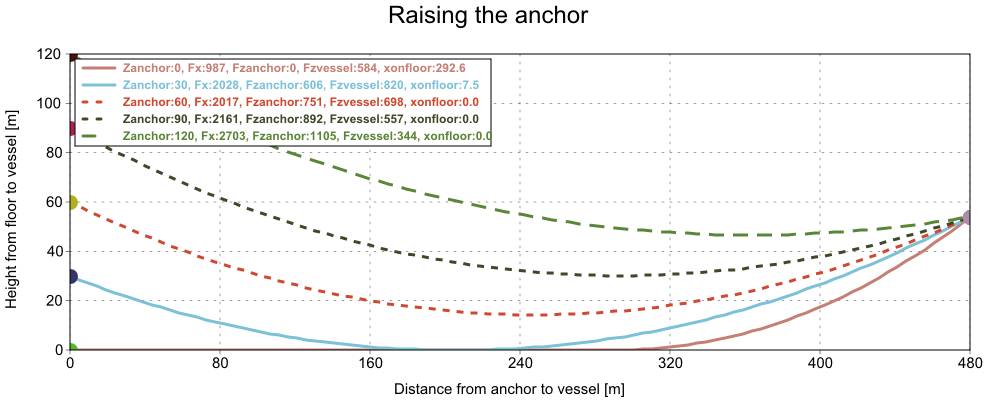 Raising the anchor
120
100
80
60
40
20
0
Height from floor to vessel [m]
Zanchor:0, Fx:987, Fzanchor:0, Fzvessel:584, xonfloor:292.6
Zanchor:30, Fx:2028, Fzanchor:606, Fzvessel:820, xonfloor:7.5
Zanchor:60, Fx:2017, Fzanchor:751, Fzvessel:698, xonfloor:0.0
Zanchor:90, Fx:2161, Fzanchor:892, Fzvessel:557, xonfloor:0.0
Zanchor:120, Fx:2703, Fzanchor:1105, Fzvessel:344, xonfloor:0.0
0 80 160 240 320 400 480
Distance from anchor to vessel [m]